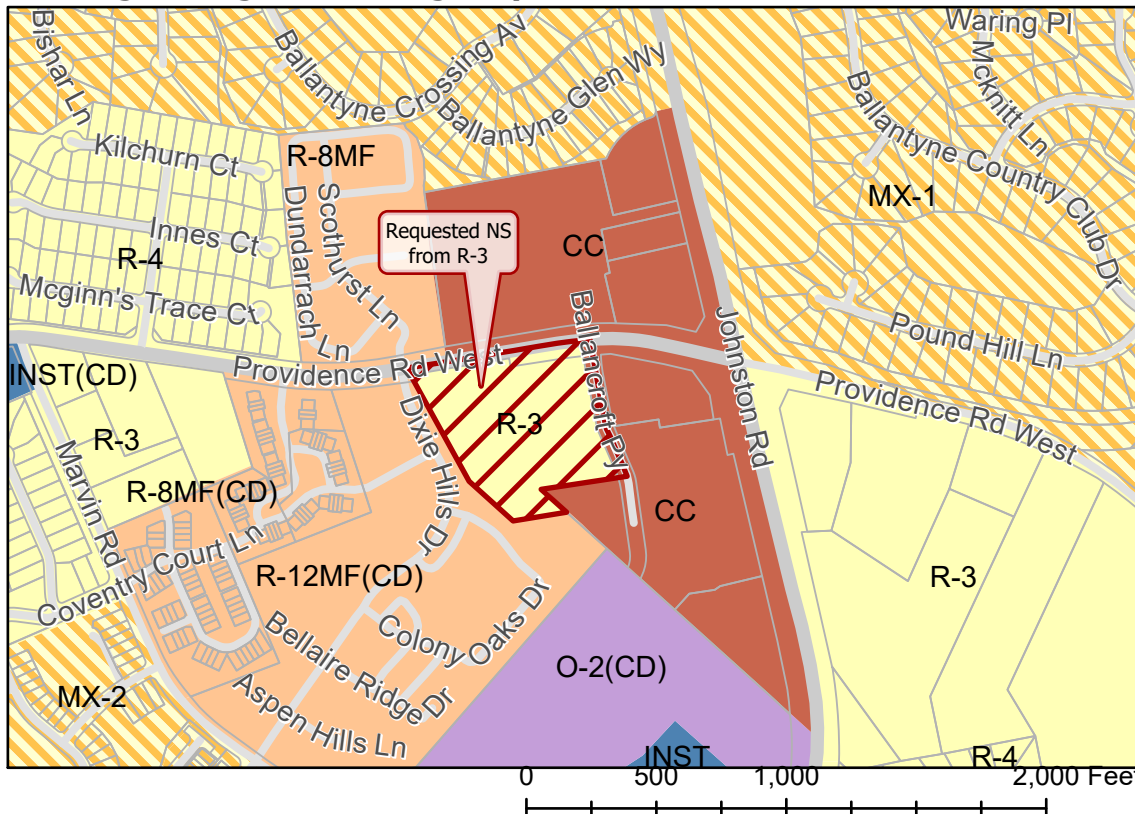 Bishar Ln
Ballantyne Crossing Av
Ballantyne Glen Wy
Waring Pl
Mcknitt Ln
Ballantyne Country Club Dr
Kilchurn Ct
R-8MF
Scothurst Ln
Dundarrach Ln
MX-1
Innes Ct
R-4
Requested NS
from R-3
CC
Mcginn's Trace Ct
Ballancroft Py
Johnston Rd
Pound Hill Ln
Providence Rd West
Providence Rd West
INST(CD)
R-3
Marvin Rd
Dixie Hills Dr
R-3
R-8MF(CD)
CC
Coventry Court Ln
R-12MF(CD)
R-3
Colony Oaks Dr
Bellaire Ridge Dr
O-2(CD)
MX-2
Aspen Hills Ln
INST
R-4
0 500 1,000 2,000 Feet